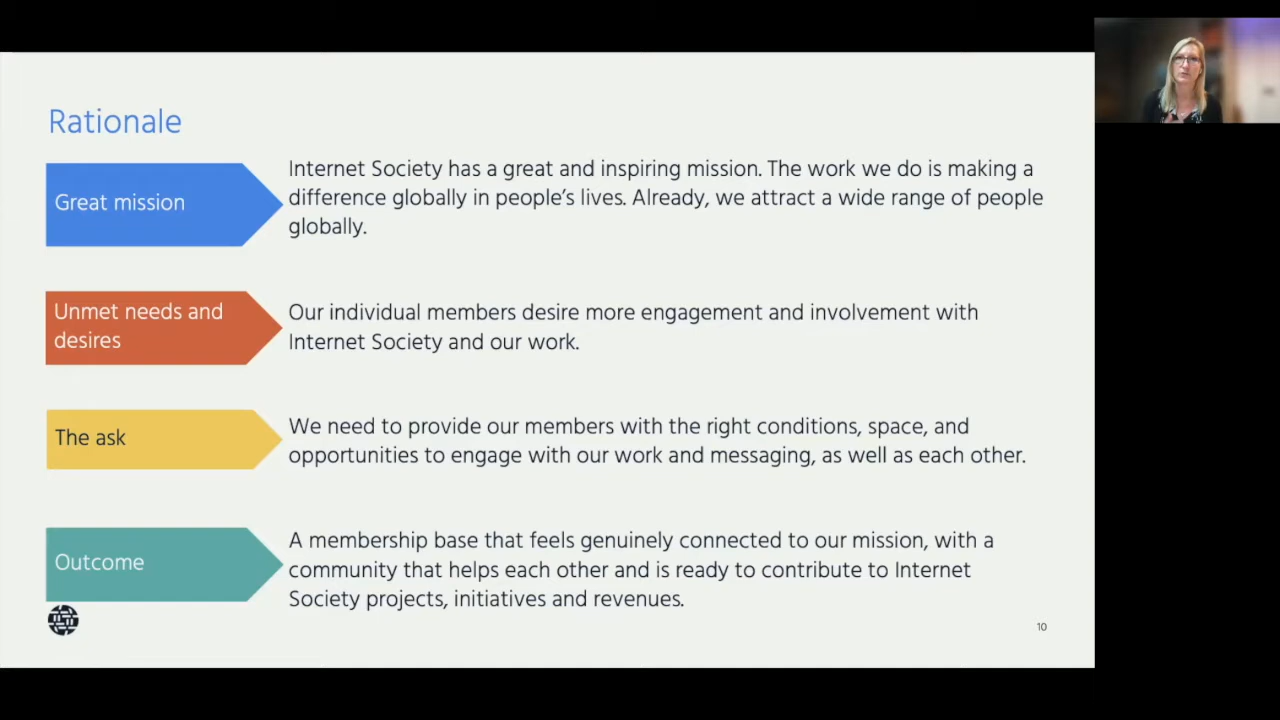 Rationale
Great mission
Internet Society has a great and inspiring mission. The work we do is making a
difference globally in people's lives. Already, we attract a wide range of people
globally.
Unmet needs and
desires
Our individual members desire more engagement and involvement with
Internet Society and our work.
The ask
We need to provide our members with the right conditions, space, and
opportunities to engage with our work and messaging, as well as each other.
Outcome
A membership base that feels genuinely connected to our mission, with a
community that helps each other and is ready to contribute to Internet
Society projects, initiatives and revenues.
10